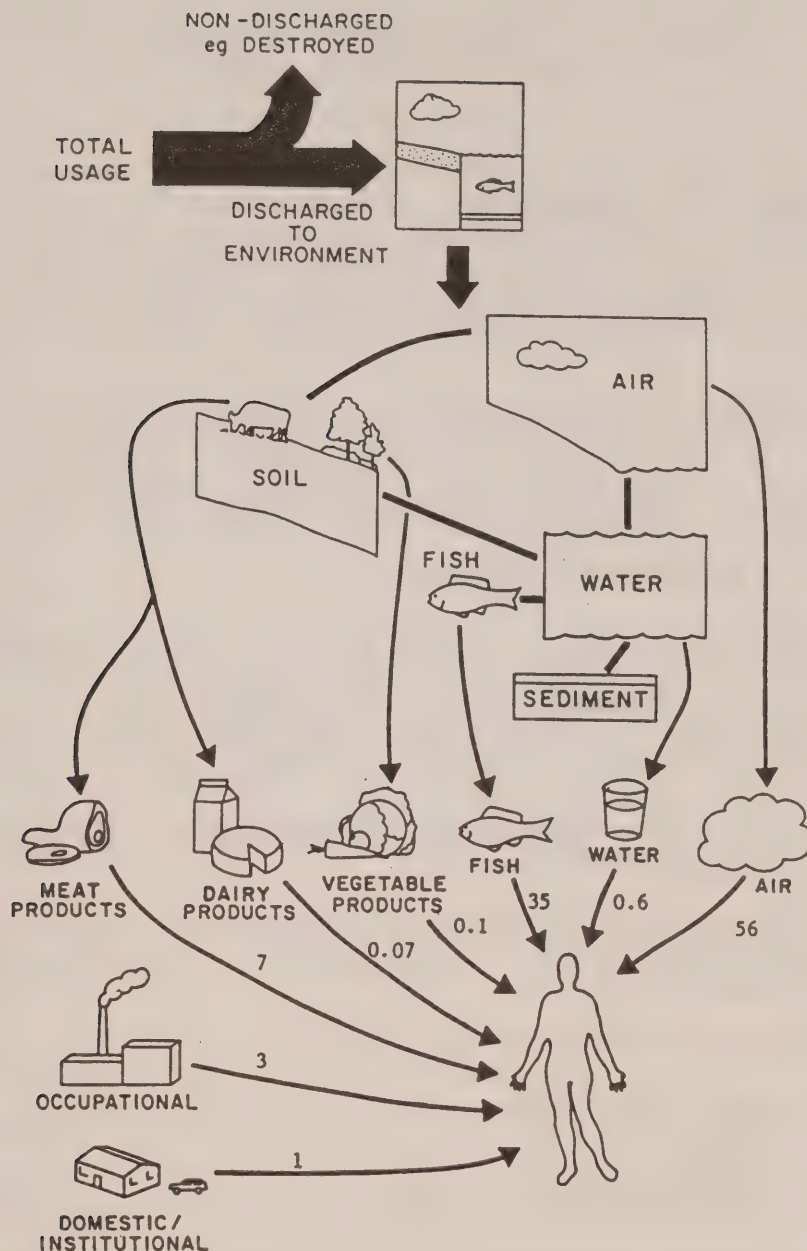 NON-DISCHARGED
eg DESTROYED
TOTAL
USAGE
DISCHARGED
TO
ENVIRONMENT
AIR
SOIL
FISH
WATER
SEDIMENT
MEAT
PRODUCTS
DAIRY
PRODUCTS
VEGETABLE
PRODUCTS
FISH
WATER
AIR
7
0.07
0.1
35
0.6
56
OCCUPATIONAL
3
DOMESTIC/
INSTITUTIONAL
1